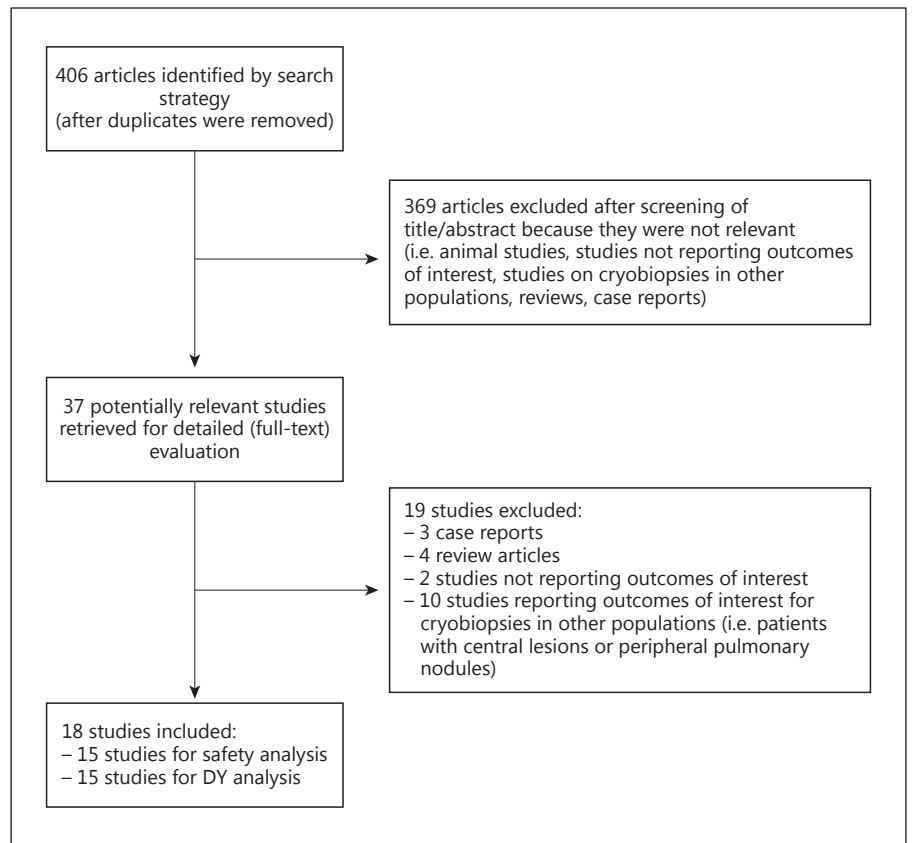 406 articles identified by search
strategy
(after duplicates were removed)
369 articles excluded after screening of
title/abstract because they were not relevant
(i.e. animal studies, studies not reporting outcomes
of interest, studies on cryobiopsies in other
populations, reviews, case reports)
37 potentially relevant studies
retrieved for detailed (full-text)
evaluation
19 studies excluded:
– 3 case reports
– 4 review articles
– 2 studies not reporting outcomes of interest
– 10 studies reporting outcomes of interest for
cryobiopsies in other populations (i.e. patients
with central lesions or peripheral pulmonary
nodules)
18 studies included:
– 15 studies for safety analysis
– 15 studies for DY analysis